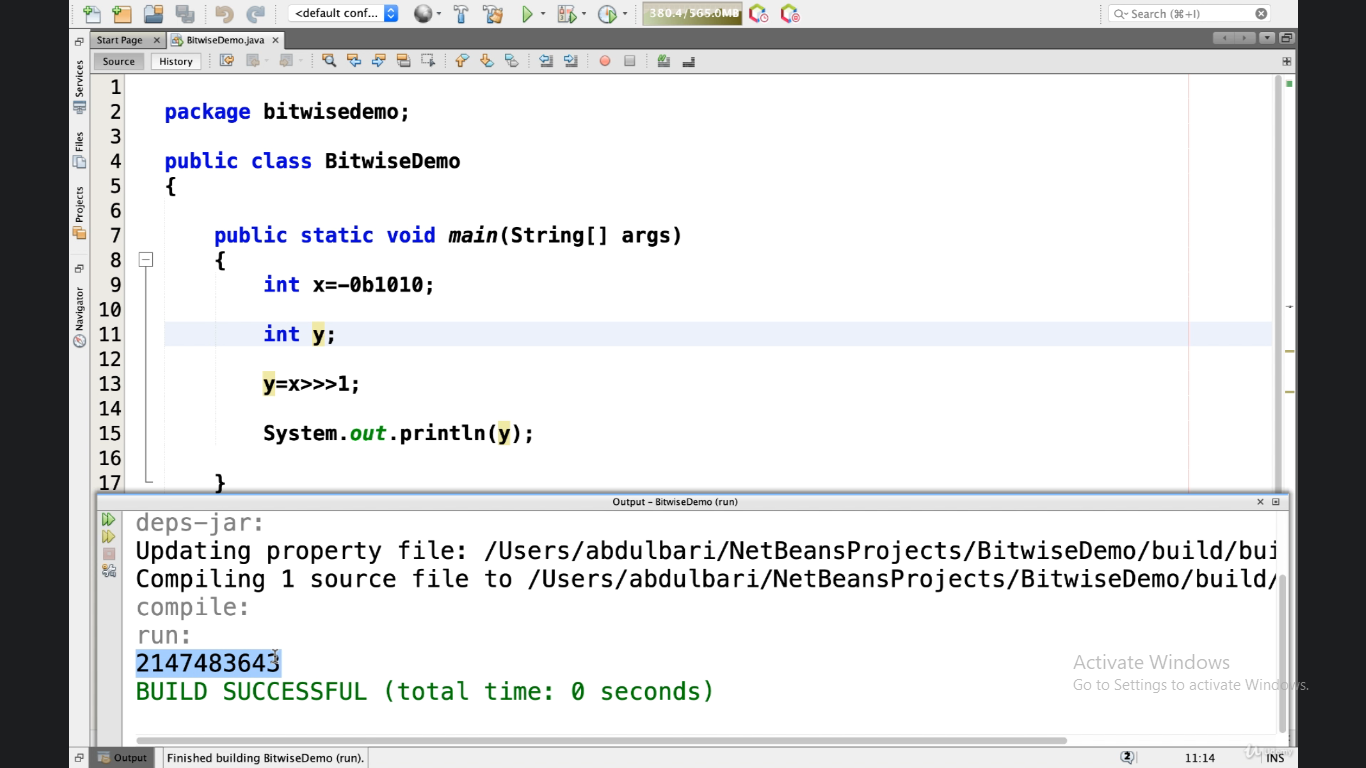 <default conf...
380.4/565.0MB
Search (⌘+I)
Start Page
BitwiseDemo.java
Source
History
Services
Files
Projects
Navigator
1
2 package bitwisedemo;
3
4 public class BitwiseDemo
5 {
6
7 public static void main(String[] args)
8 {
9 int x=-0b1010;
10
11 int y;
12
13 y=x>>>1;
14
15 System.out.println(y);
16
17 }
Output - BitwiseDemo (run)
deps-jar:
Updating property file: /Users/abdulbari/NetBeansProjects/BitwiseDemo/build/bui
Compiling 1 source file to /Users/abdulbari/NetBeansProjects/BitwiseDemo/build/
compile:
run:
2147483643
BUILD SUCCESSFUL (total time: 0 seconds)
Activate Windows
Go to Settings to activate Windows.
Output
Finished building BitwiseDemo (run).
2
11:14
INS